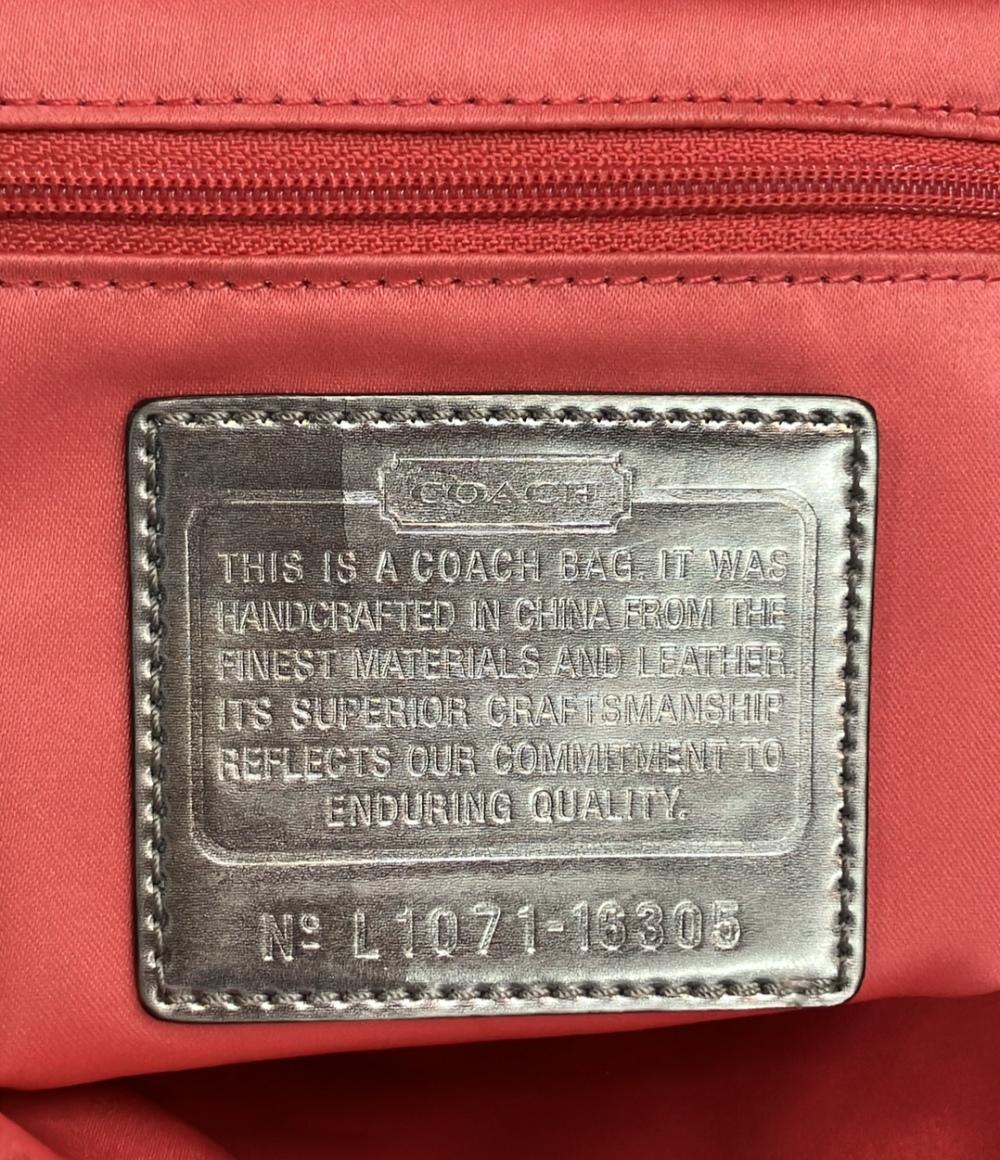 COACH
THIS IS A COACH BAG. IT WAS
HANDCRAFTED IN CHINA FROM THE
FINEST MATERIALS AND LEATHER.
ITS SUPERIOR CRAFTSMANSHIP
REFLECTS OUR COMMITMENT TO
ENDURING QUALITY.
Nº L1071-16305